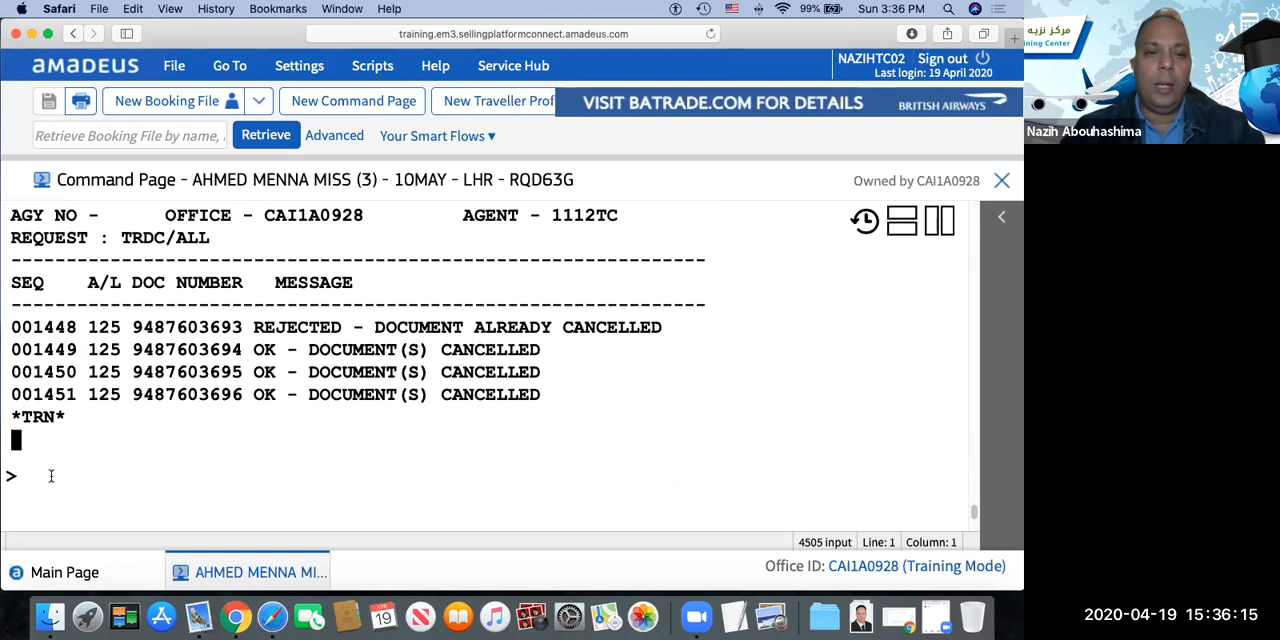 Safari File Edit View History Bookmarks Window Help 99% Sun 3:36 PM
training.em3.sellingplatformconnect.amadeus.com
amadeus File Go To Settings Scripts Help Service Hub NAZIHTC02 Sign out
Last login: 19 April 2020
New Booking File New Command Page New Traveller Prof VISIT BATRADE.COM FOR DETAILS BRITISH AIRWAYS
Retrieve Booking File by name, Retrieve Advanced Your Smart Flows
Command Page - AHMED MENNA MISS (3) - 10MAY - LHR - RQD63G Owned by CAI1A0928
AGY NO - OFFICE - CAI1A0928 AGENT - 1112TC
REQUEST : TRDC/ALL
--------------------------------------------------------------
SEQ A/L DOC NUMBER MESSAGE
--------------------------------------------------------------
001448 125 9487603693 REJECTED - DOCUMENT ALREADY CANCELLED
001449 125 9487603694 OK - DOCUMENT(S) CANCELLED
001450 125 9487603695 OK - DOCUMENT(S) CANCELLED
001451 125 9487603696 OK - DOCUMENT(S) CANCELLED
*TRN*
>
4505 input Line: 1 Column: 1
Main Page AHMED MENNA MI... Office ID: CAI1A0928 (Training Mode)
مركز نزيه
ning Center
Nazih Abouhashima
APR
19
2020-04-19 15:36:15